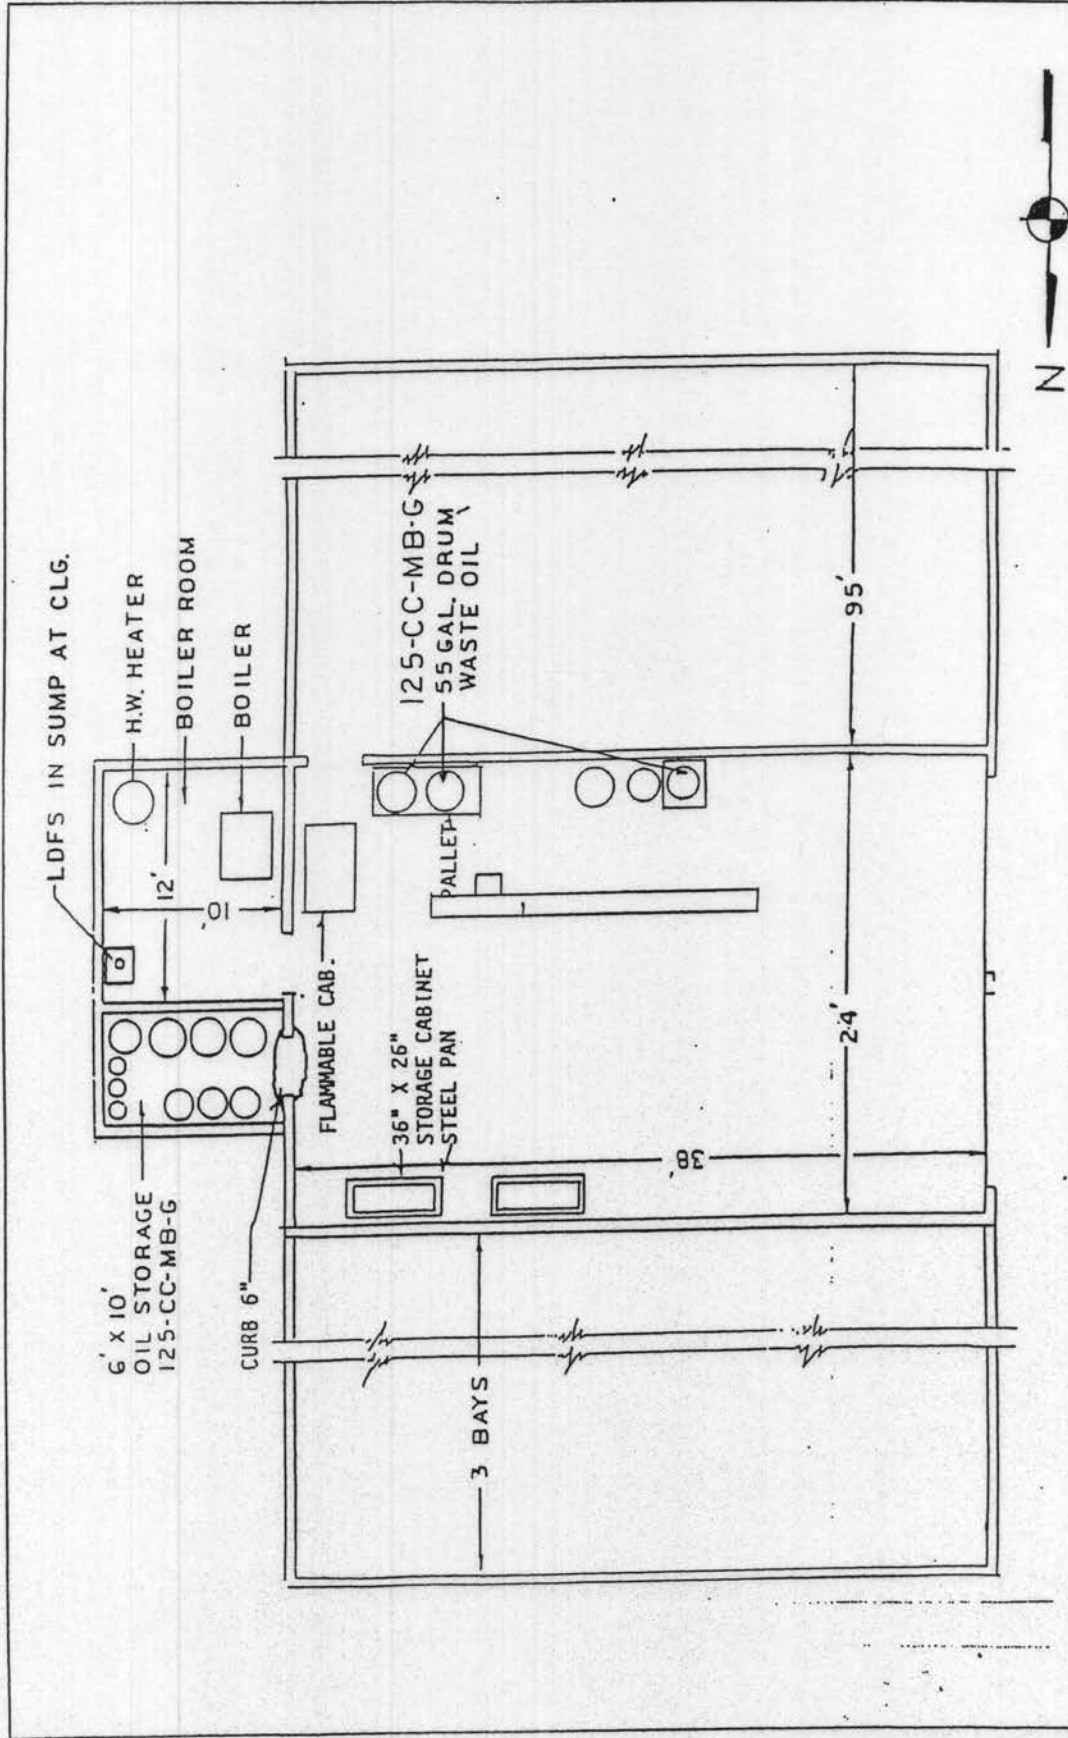 LDFS IN SUMP AT CLG.
H.W. HEATER
BOILER ROOM
BOILER
12'
10'
6' X 10'
OIL STORAGE
125-CC-MB-G
CURB 6"
FLAMMABLE CAB.
36" X 26"
STORAGE CABINET
STEEL PAN
PALLET
125-CC-MB-G
55 GAL. DRUM
WASTE OIL
3 BAYS
38'
24'
95'
N